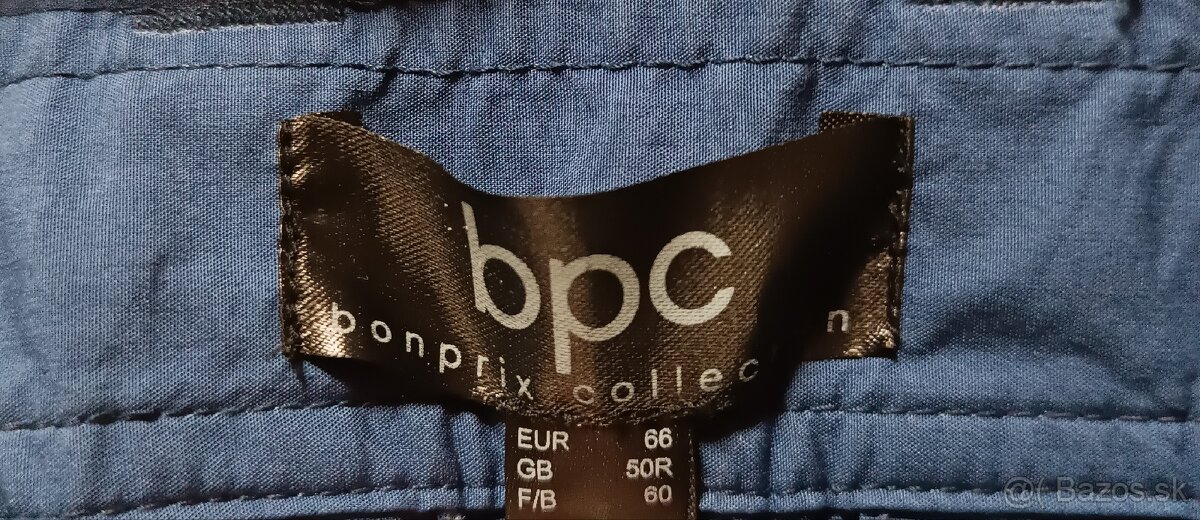 bpc
bonprix collec n
EUR 66
GB 50R
F/B 60
@( Bazos.sk